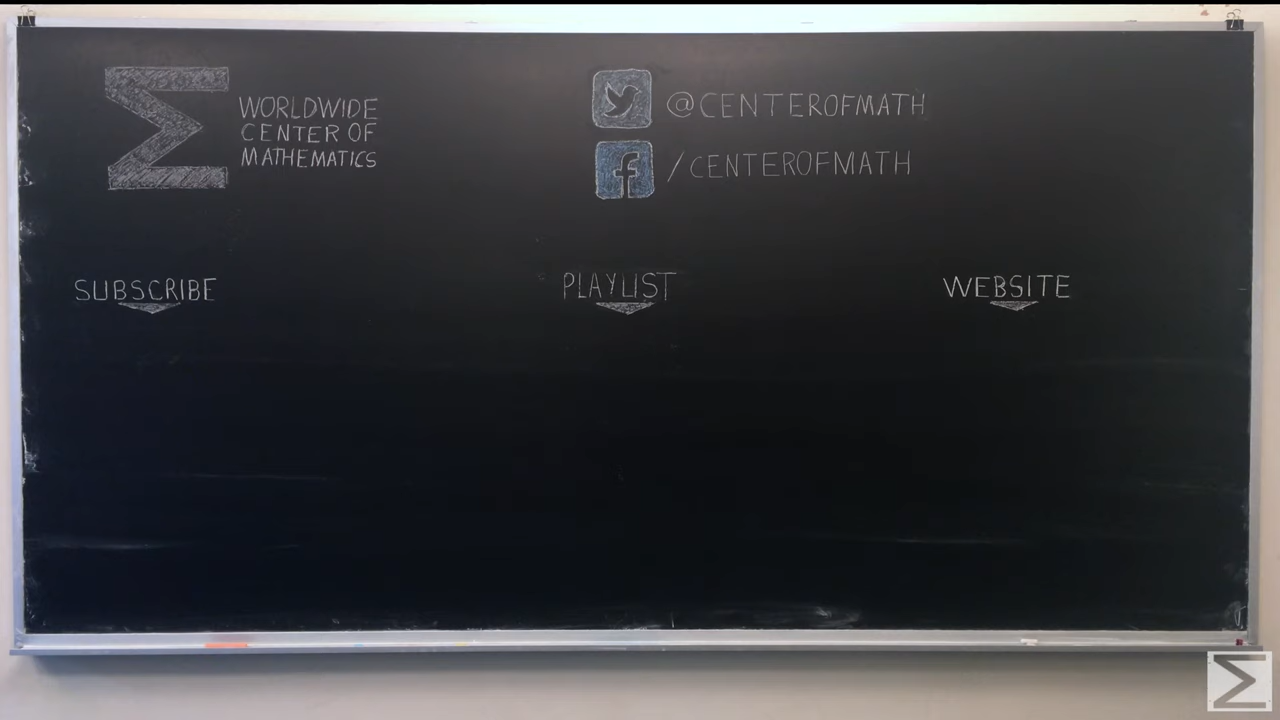 WORLDWIDE
CENTER OF
MATHEMATICS
@CENTEROFMATH
/CENTEROFMATH
SUBSCRIBE
PLAYLIST
WEBSITE